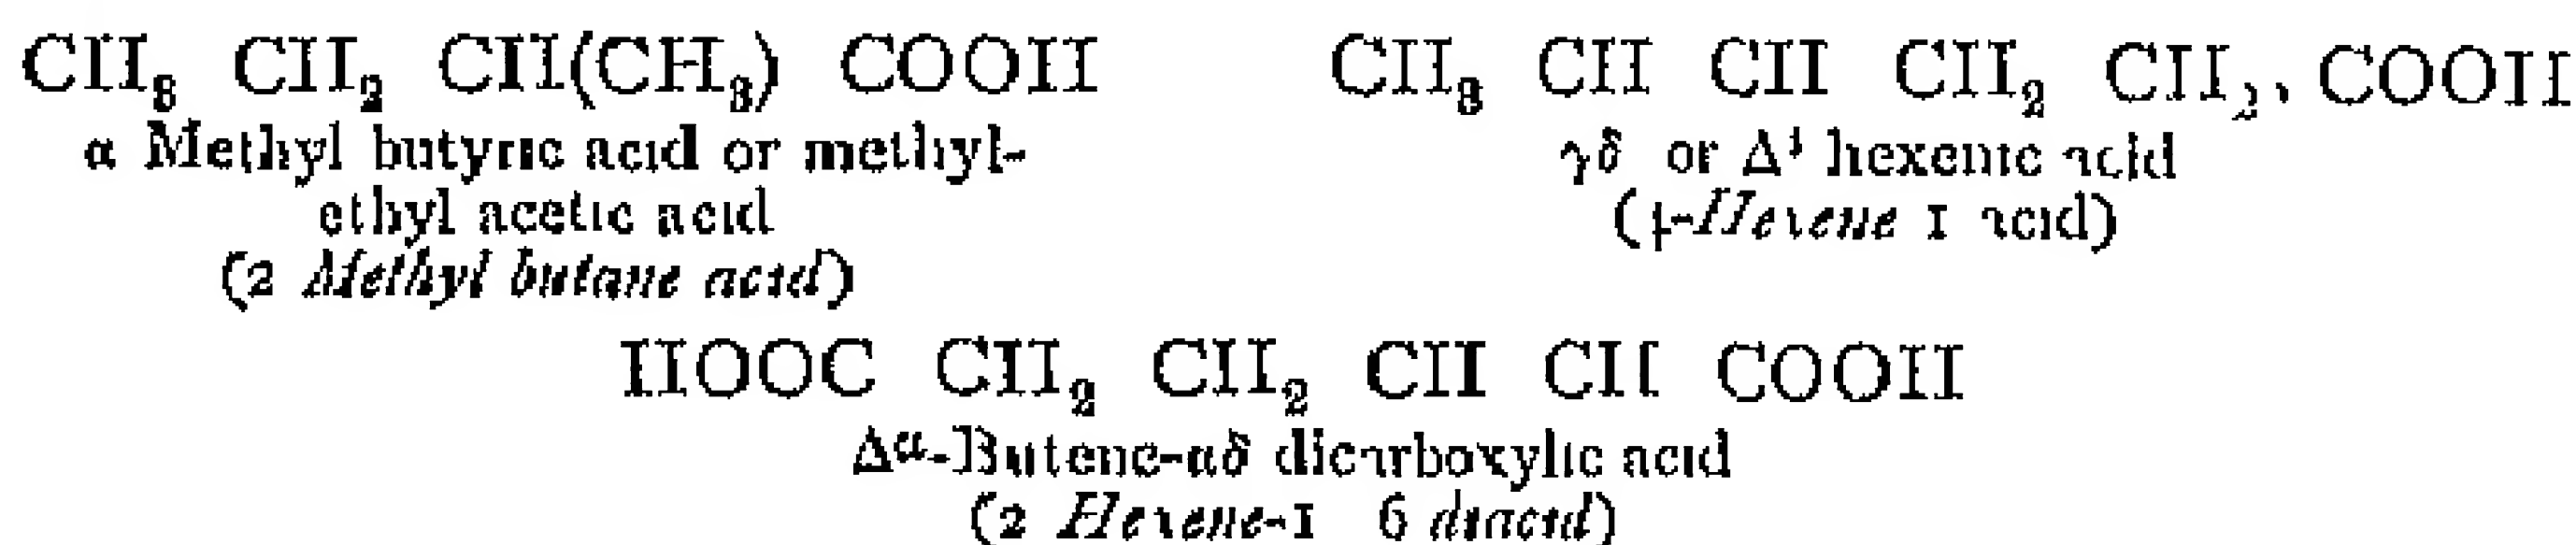 CH₃ CH₂ CH(CH₃) COOH CH₃ CH CH CH₂ CH₂, COOH
α Methyl butyric acid or methyl- γδ or Δ⁴ hexenic acid
ethyl acetic acid (4-Hexene 1 acid)
(2 Methyl butane acid)
HOOC CH₂ CH₂ CH CH COOH
Δα-Butene-αδ dicarboxylic acid
(2 Hexene-1 6 diacid)